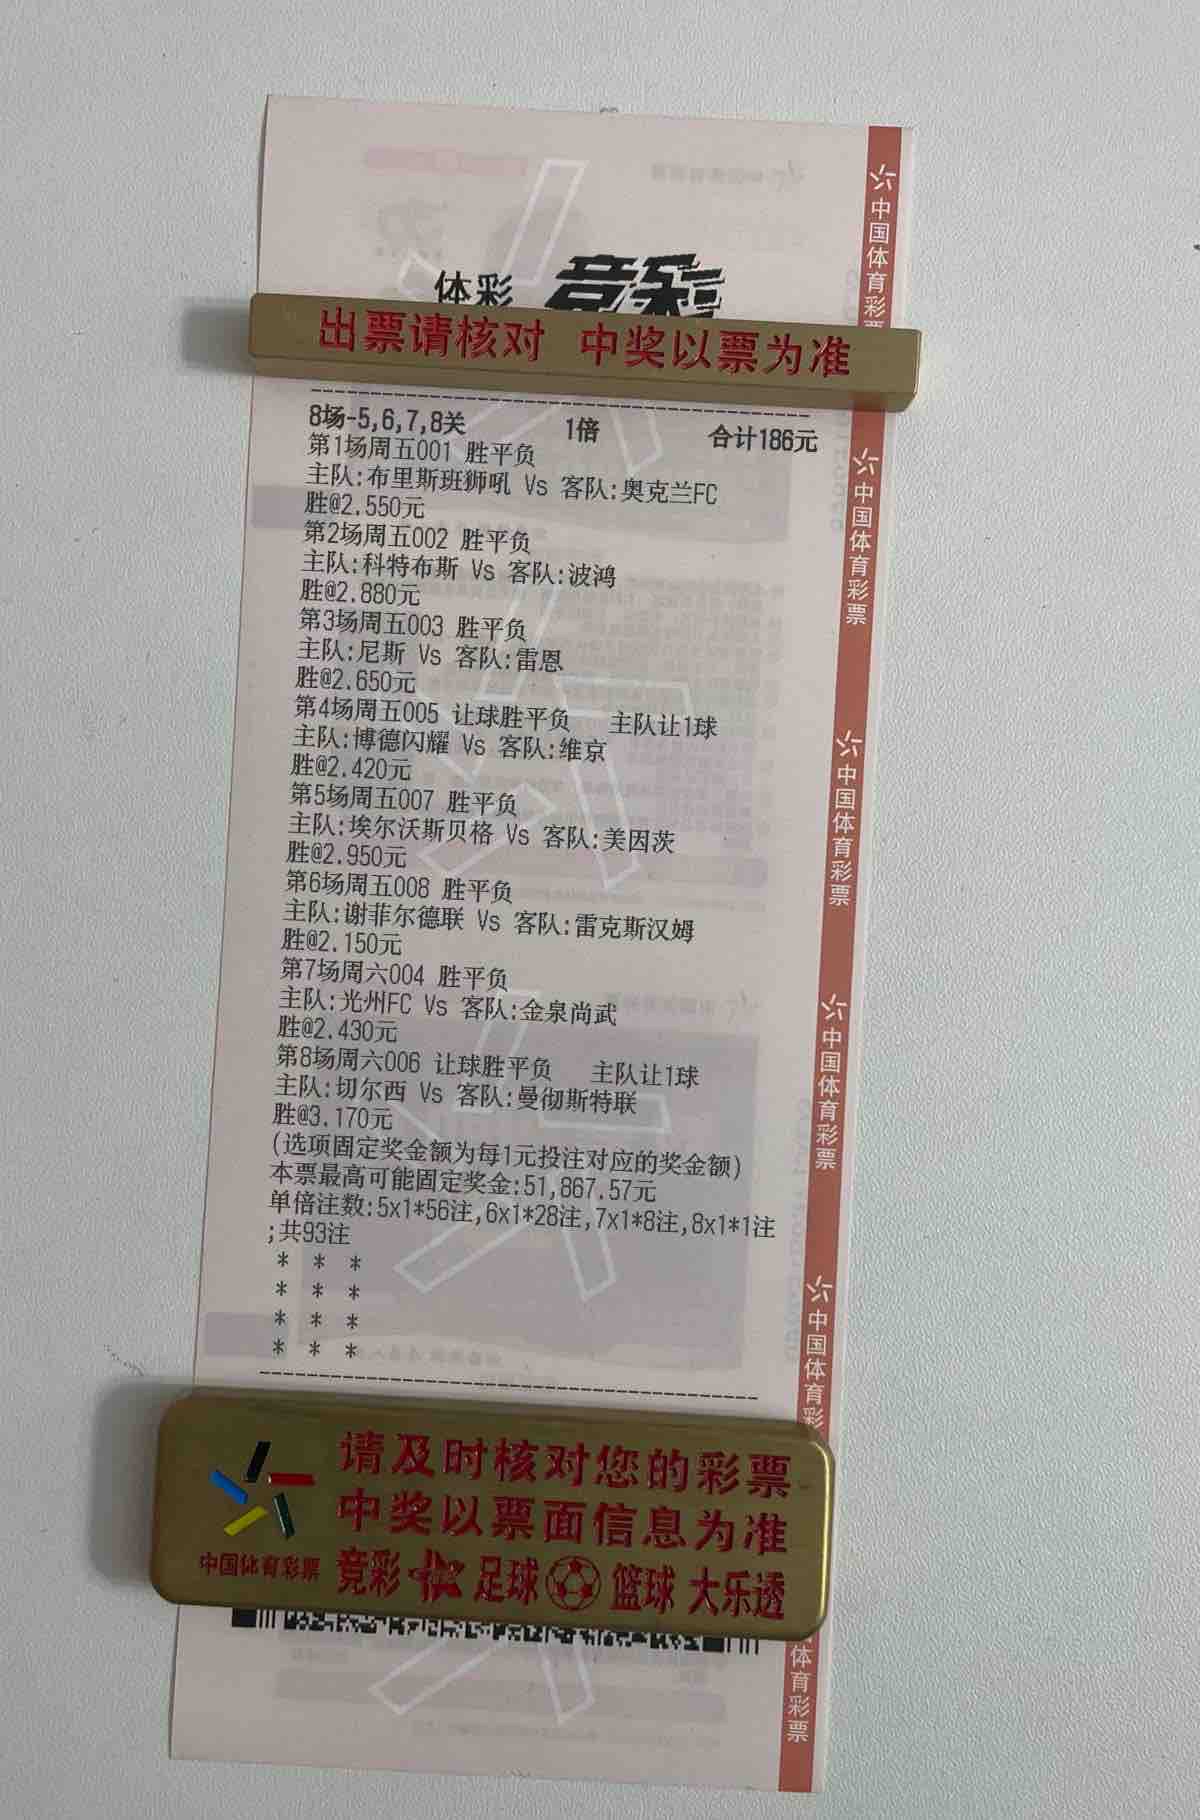 体彩 竞彩
出票请核对 中奖以票为准
8场-5,6,7,8关 1倍 合计186元
第1场周五001 胜平负
主队:布里斯班狮吼 Vs 客队:奥克兰FC
胜@2.550元
第2场周五002 胜平负
主队:科特布斯 Vs 客队:波鸿
胜@2.880元
第3场周五003 胜平负
主队:尼斯 Vs 客队:雷恩
胜@2.650元
第4场周五005 让球胜平负 主队让1球
主队:博德闪耀 Vs 客队:维京
胜@2.420元
第5场周五007 胜平负
主队:埃尔沃斯贝格 Vs 客队:美因茨
胜@2.950元
第6场周五008 胜平负
主队:谢菲尔德联 Vs 客队:雷克斯汉姆
胜@2.150元
第7场周六004 胜平负
主队:光州FC Vs 客队:金泉尚武
胜@2.430元
第8场周六006 让球胜平负 主队让1球
主队:切尔西 Vs 客队:曼彻斯特联
胜@3.170元
(选项固定奖金额为每1元投注对应的奖金额)
本票最高可能固定奖金:51,867.57元
单倍注数:5x1*56注,6x1*28注,7x1*8注,8x1*1注
;共93注
* * *
* * *
* * *
* * *
请及时核对您的彩票
中奖以票面信息为准
中国体育彩票 竞彩 足球 篮球 大乐透
中国体育彩票
中国体育彩票
中国体育彩票
中国体育彩票
中国体育彩
体育彩票